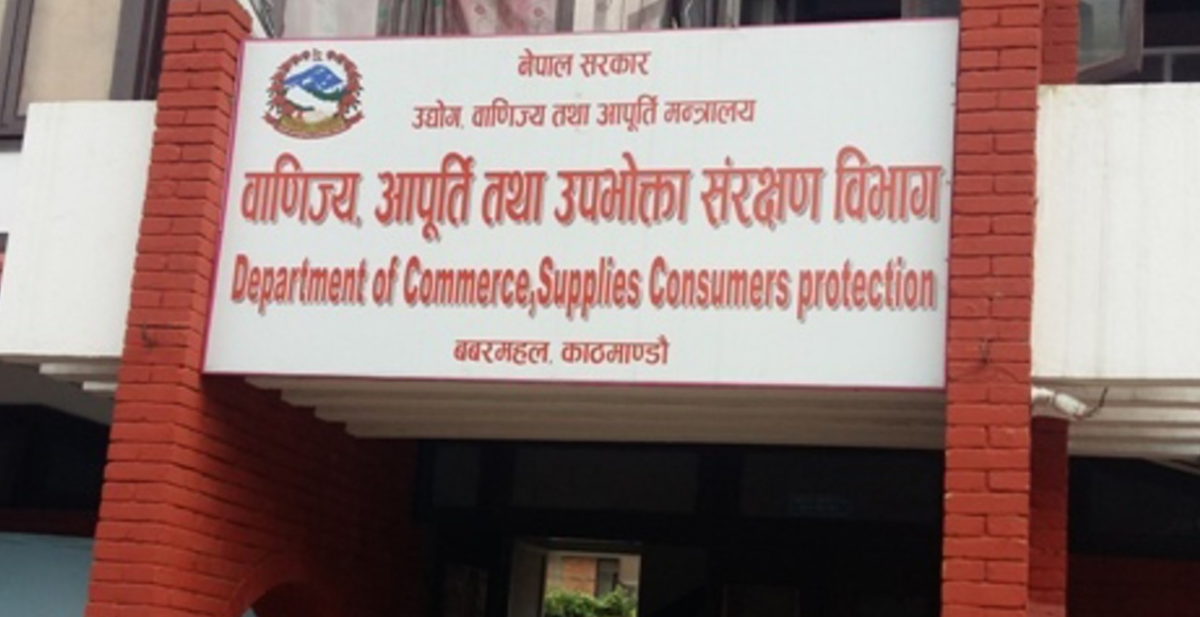 नेपाल सरकार
उद्योग, वाणिज्य तथा आपूर्ति मन्त्रालय
वाणिज्य, आपूर्ति तथा उपभोक्ता संरक्षण विभाग
Department of Commerce,Supplies Consumers protection
बबरमहल, काठमाण्डौ